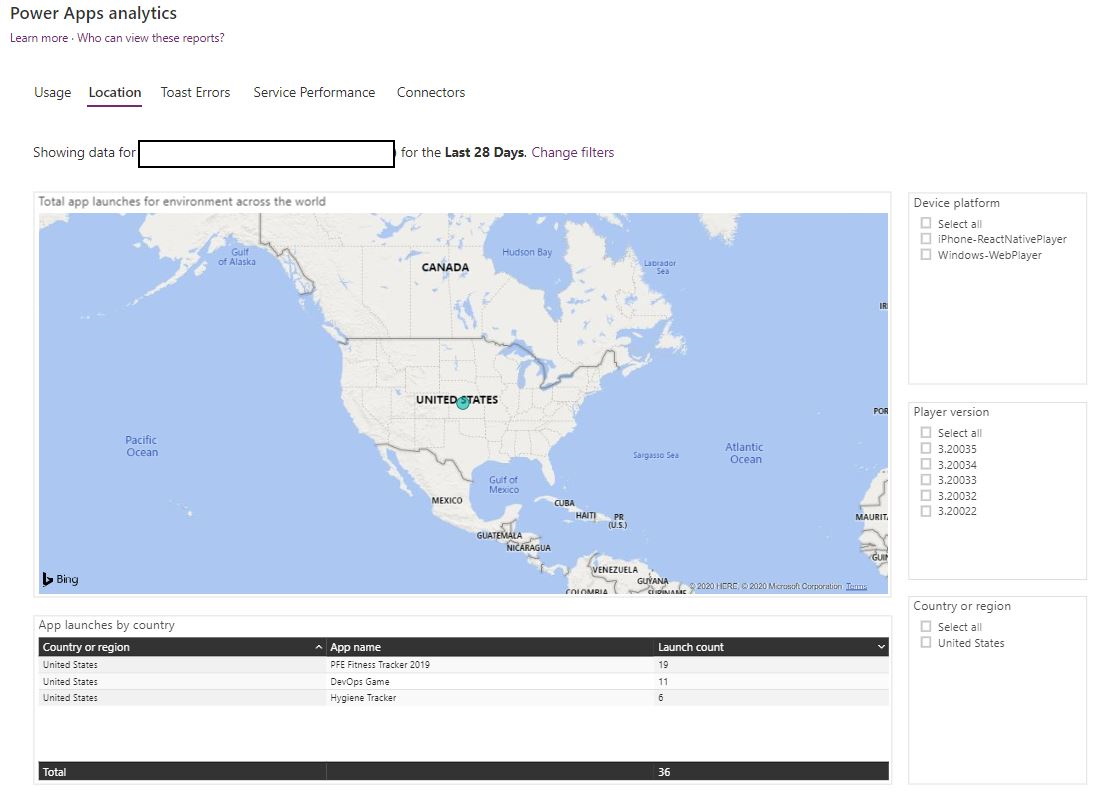 Power Apps analytics
Learn more · Who can view these reports?
Usage Location Toast Errors Service Performance Connectors
Showing data for for the Last 28 Days. Change filters
Total app launches for environment across the world
Gulf
of Alaska
CANADA
Hudson Bay
Labrador
Sea
UNITED STATES
Pacific
Ocean
Atlantic
Ocean
Sargasso Sea
Gulf of
Mexico
MEXICO
CUBA
HAITI
PR
(U.S.)
GUATEMALA
NICARAGUA
VENEZUELA
GUYANA
COLOMBIA
SURINAME
IR
POR
MAURIT
GUIN
Bing
© 2020 HERE, © 2020 Microsoft Corporation Terms
Device platform
Select all
iPhone-ReactNativePlayer
Windows-WebPlayer
Player version
Select all
3.20035
3.20034
3.20033
3.20032
3.20022
Country or region
Select all
United States
App launches by country
Country or region App name Launch count
United States PFE Fitness Tracker 2019 19
United States DevOps Game 11
United States Hygiene Tracker 6
Total 36